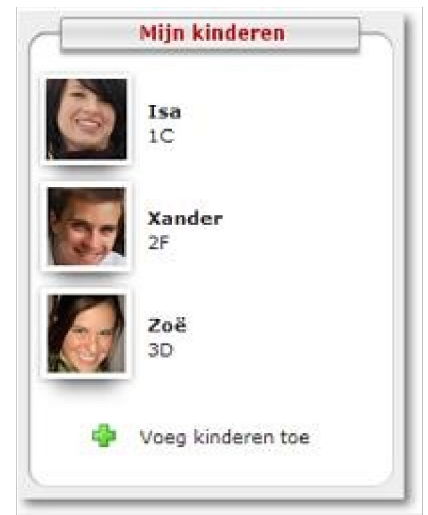 Mijn kinderen
Isa
1C
Xander
2F
Zoë
3D
Voeg kinderen toe